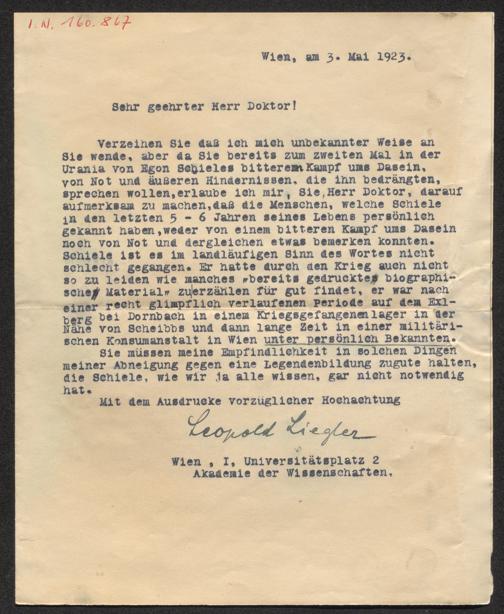 I.N. 160.867
Wien, am 3. Mai 1923.
Sehr geehrter Herr Doktor!
Verzeihen Sie daß ich mich unbekannter Weise an
Sie wende, aber da Sie bereits zum zweiten Mal in der
Urania von Egon Schieles bitterem Kampf ums Dasein,
von Not und äußeren Hindernissen, die ihn bedrängten,
sprechen wollen,erlaube ich mir, Sie,Herr Doktor, darauf
aufmerksam zu machen,daß die Menschen, welche Schiele
in den letzten 5 - 6 Jahren seines Lebens persönlich
gekannt haben,weder von einem bitteren Kampf ums Dasein
noch von Not und dergleichen etwas bemerken konnten.
Schiele ist es im landläufigen Sinn des Wortes nicht
schlecht gegangen. Er hatte durch den Krieg auch nicht
so zu leiden wie manches »bereits gedruckte« biographi-
sche Material« zuerzählen für gut findet, er war nach
einer recht glimpflich verlaufenen Periode auf dem Exl-
berg bei Dornbach in einem Kriegsgefangenenlager in der
Nähe von Scheibbs und dann lange Zeit in einer militäri-
schen Konsumanstalt in Wien unter persönlich Bekannten.
Sie müssen meine Empfindlichkeit in solchen Dingen
meiner Abneigung gegen eine Legendenbildung zugute halten,
die Schiele, wie wir ja alle wissen, gar nicht notwendig
hat.
Mit dem Ausdrucke vorzüglicher Hochachtung
Leopold Liegler
Wien , I, Universitätsplatz 2
Akademie der Wissenschaften.